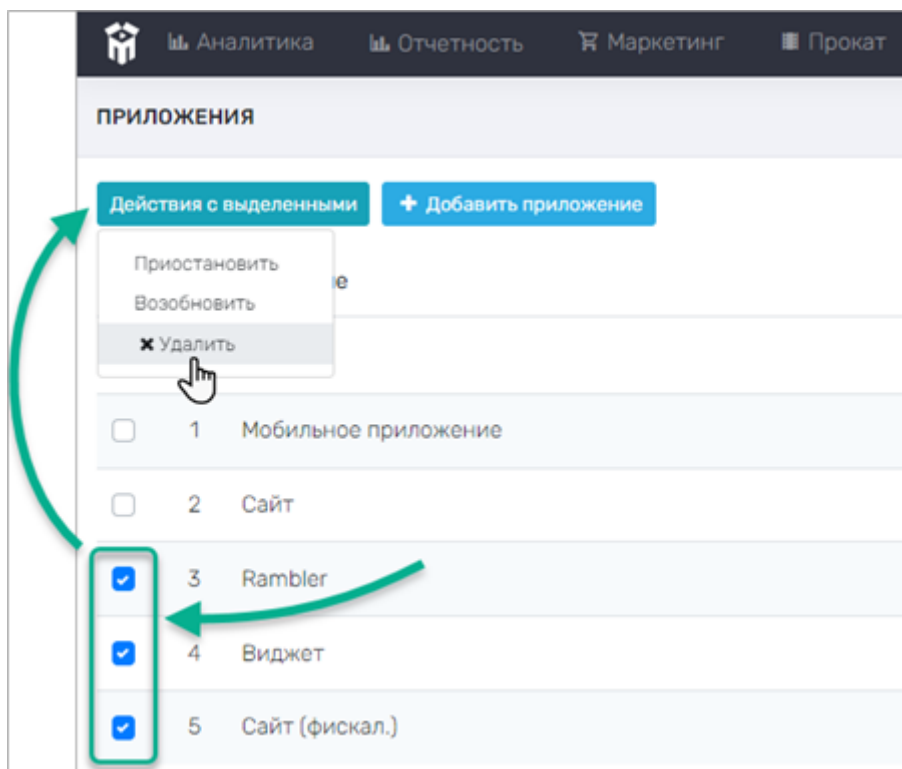 Аналитика Отчетность Маркетинг Прокат
ПРИЛОЖЕНИЯ
Действия с выделенными + Добавить приложение
Приостановить
е
Возобновить
Удалить
1 Мобильное приложение
2 Сайт
3 Rambler
4 Виджет
5 Сайт (фискал.)